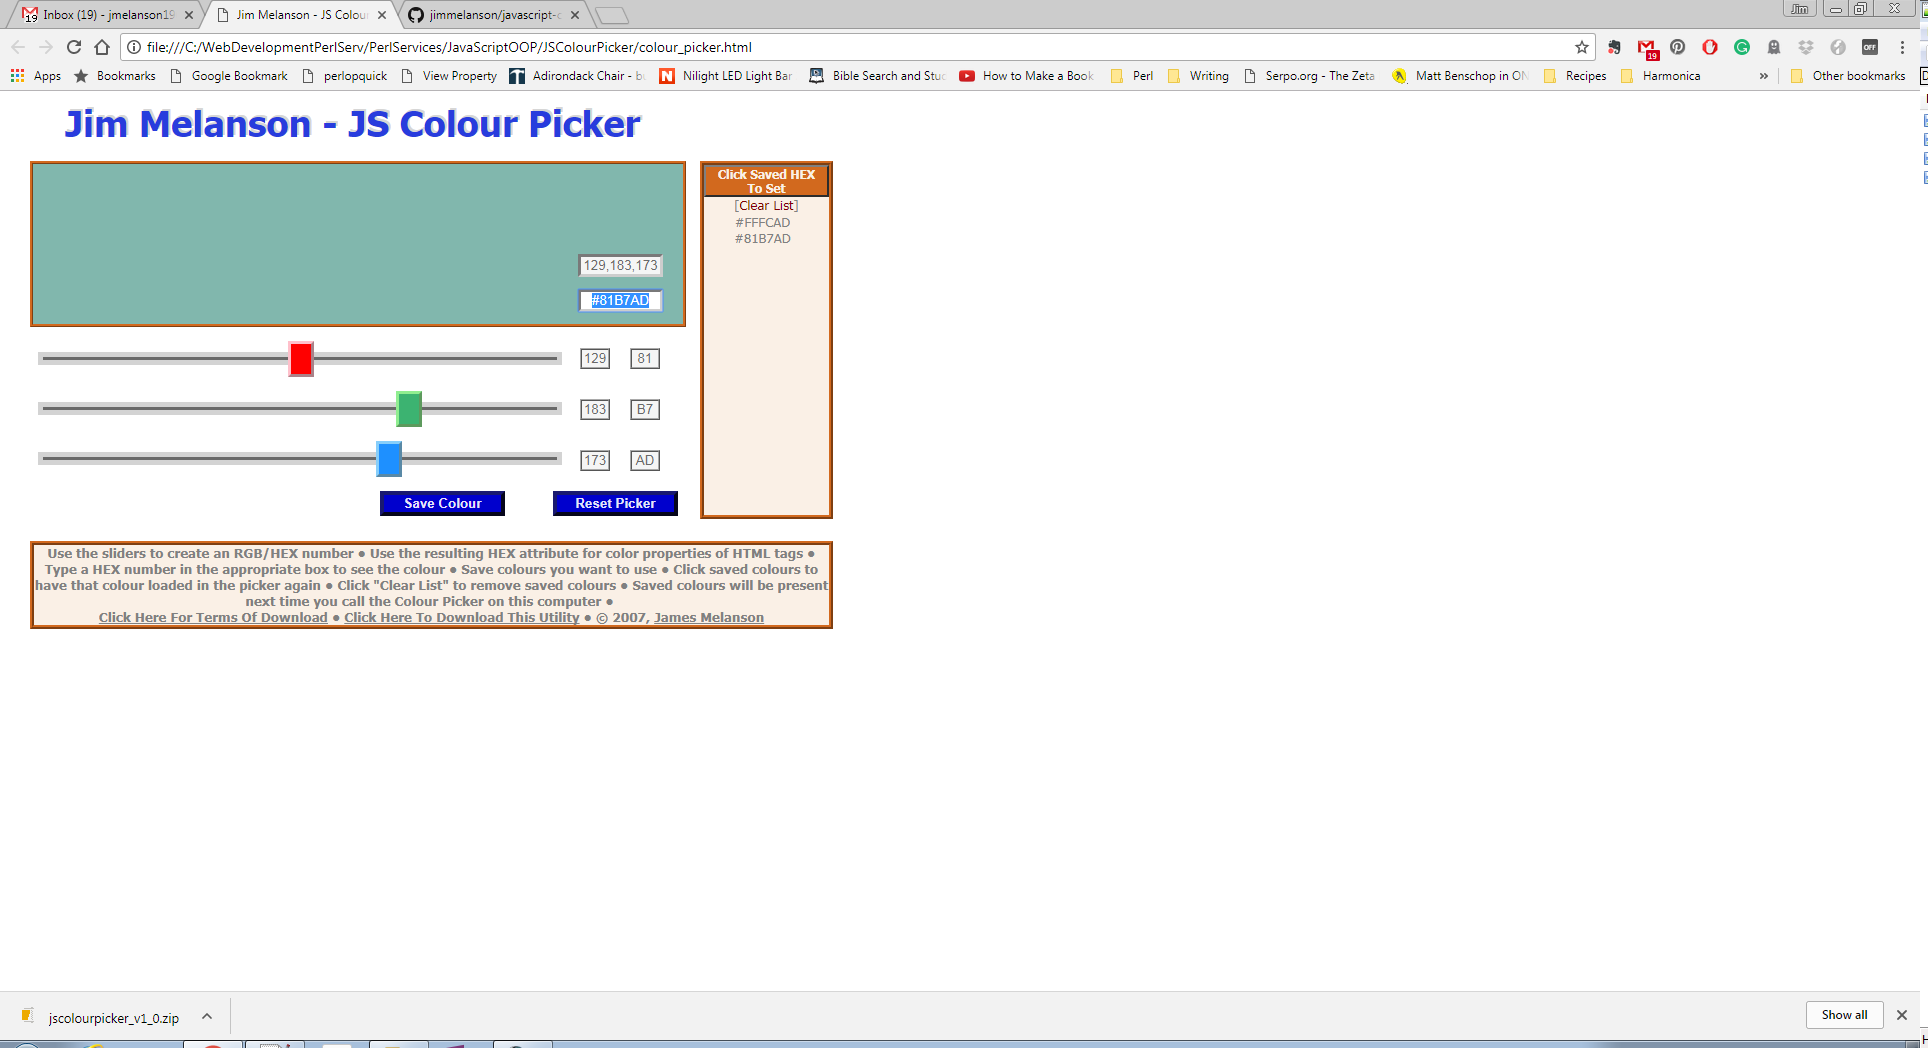 Inbox (19) - jmelanson19
Jim Melanson - JS Colou
jimmelanson/javascript-c
Jim
19
file:///C:/WebDevelopmentPerlServ/PerlServices/JavaScriptOOP/JSColourPicker/colour_picker.html
19
OFF
Apps
Bookmarks
Google Bookmark
perlopquick
View Property
Adirondack Chair - bu
Nilight LED Light Bar
Bible Search and Stud
How to Make a Book
Perl
Writing
Serpo.org - The Zeta
Matt Benschop in ON
Recipes
Harmonica
»
Other bookmarks
Jim Melanson - JS Colour Picker
129,183,173
#81B7AD
Click Saved HEX
To Set
[Clear List]
#FFFCAD
#81B7AD
129 81
183 B7
173 AD
Save Colour
Reset Picker
Use the sliders to create an RGB/HEX number ● Use the resulting HEX attribute for color properties of HTML tags ●
Type a HEX number in the appropriate box to see the colour ● Save colours you want to use ● Click saved colours to
have that colour loaded in the picker again ● Click "Clear List" to remove saved colours ● Saved colours will be present
next time you call the Colour Picker on this computer ●
Click Here For Terms Of Download ● Click Here To Download This Utility ● © 2007, James Melanson
jscolourpicker_v1_0.zip
Show all